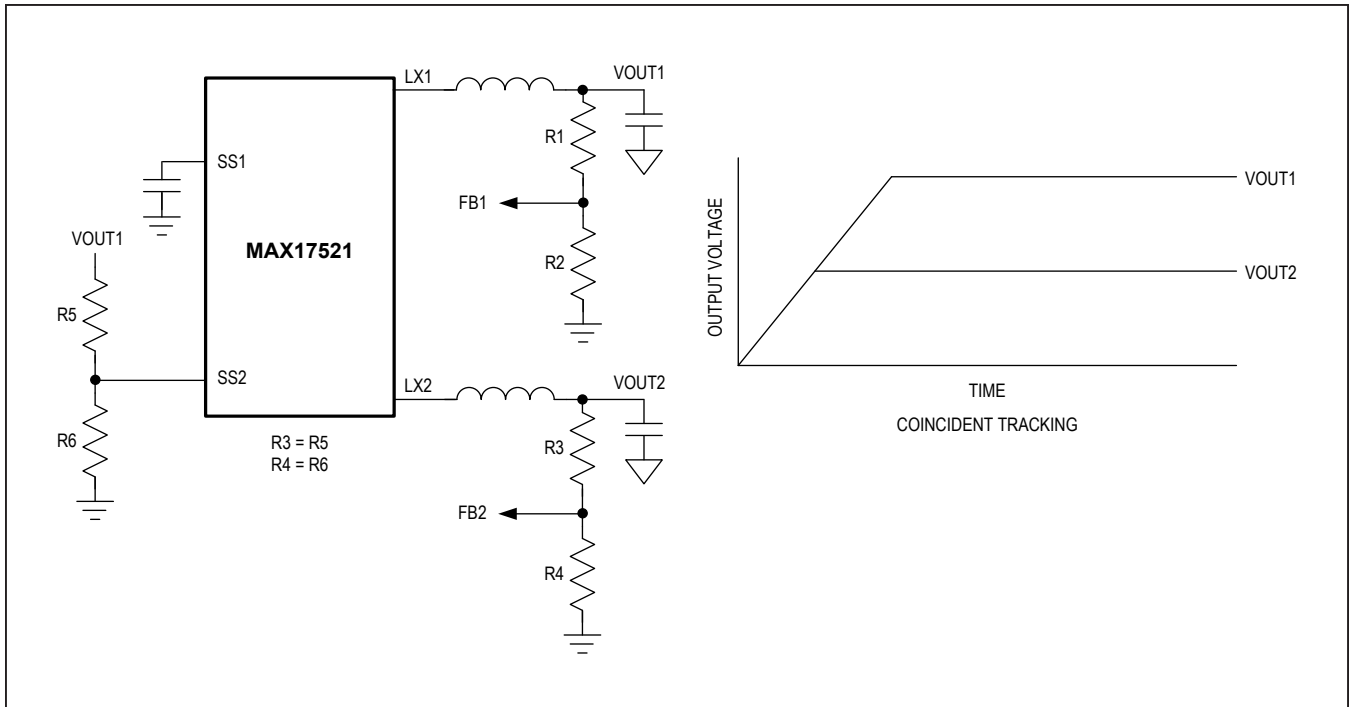 LX1
VOUT1
R1
SS1
FB1
VOUT1
MAX17521
R2
R5
SS2
LX2
VOUT2
R6
R3 = R5
R4 = R6
R3
FB2
R4
OUTPUT VOLTAGE
VOUT1
VOUT2
TIME
COINCIDENT TRACKING